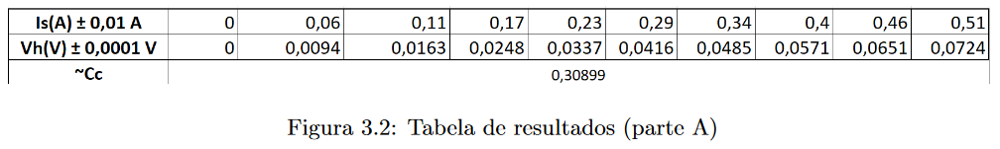 Is(A) ± 0,01 A 0 0,06 0,11 0,17 0,23 0,29 0,34 0,4 0,46 0,51
Vh(V) ± 0,0001 V 0 0,0094 0,0163 0,0248 0,0337 0,0416 0,0485 0,0571 0,0651 0,0724
~Cc 0,30899
Figura 3.2: Tabela de resultados (parte A)